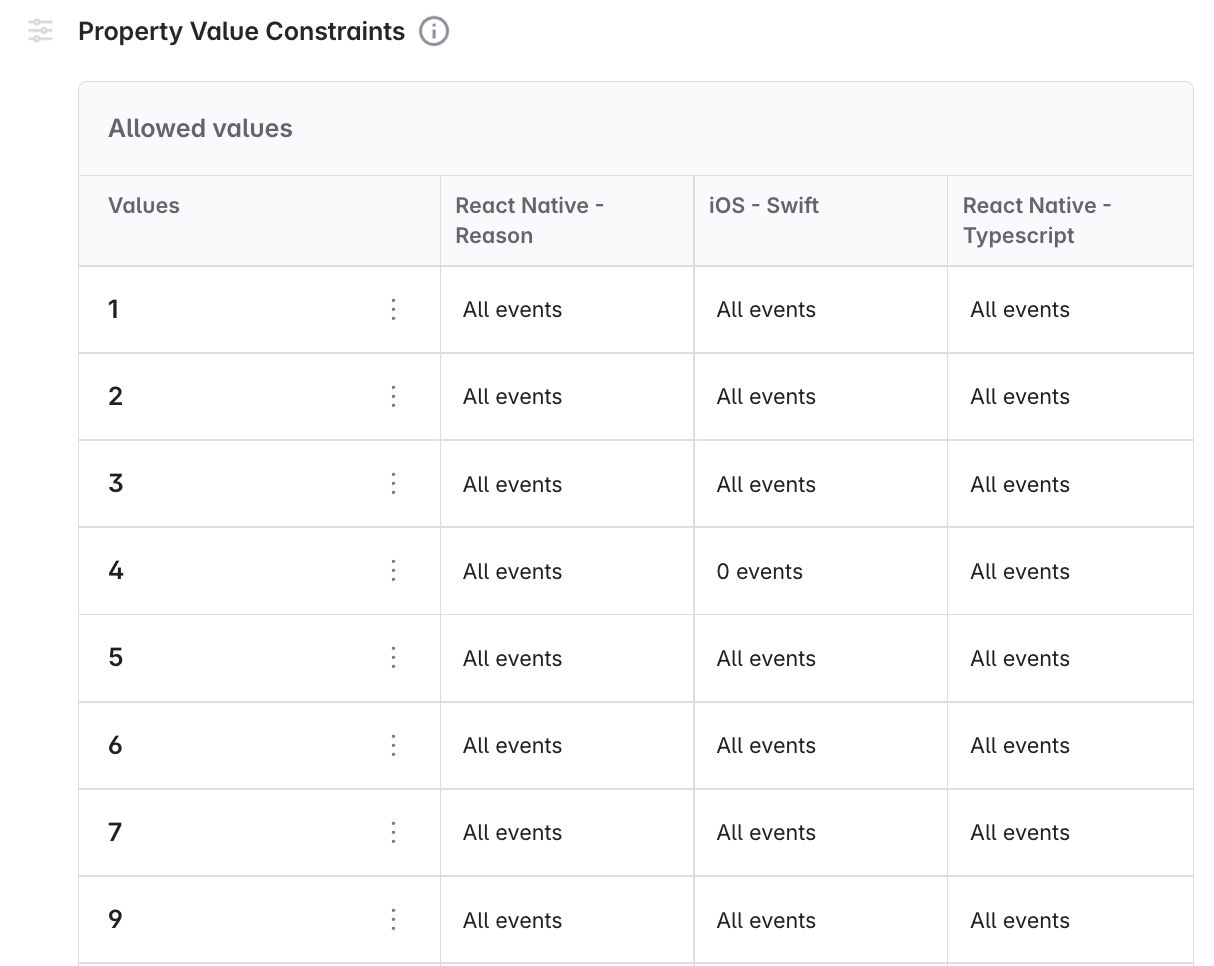 Property Value Constraints
Allowed values
Values React Native - Reason iOS - Swift React Native - Typescript
1 All events All events All events
2 All events All events All events
3 All events All events All events
4 All events 0 events All events
5 All events All events All events
6 All events All events All events
7 All events All events All events
9 All events All events All events